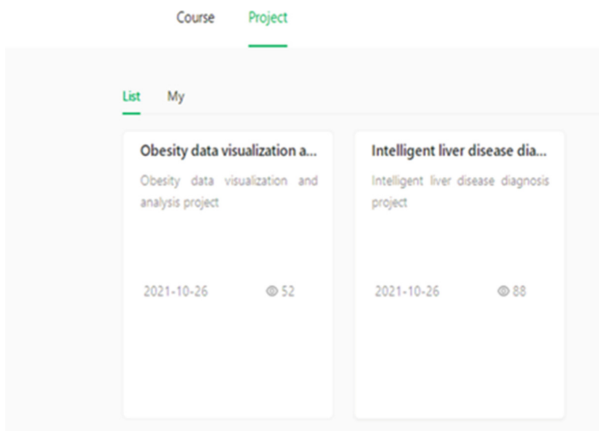 Course Project
List My
Obesity data visualization a...
Obesity data visualization and
analysis project
2021-10-26 52
Intelligent liver disease dia...
Intelligent liver disease diagnosis
project
2021-10-26 88